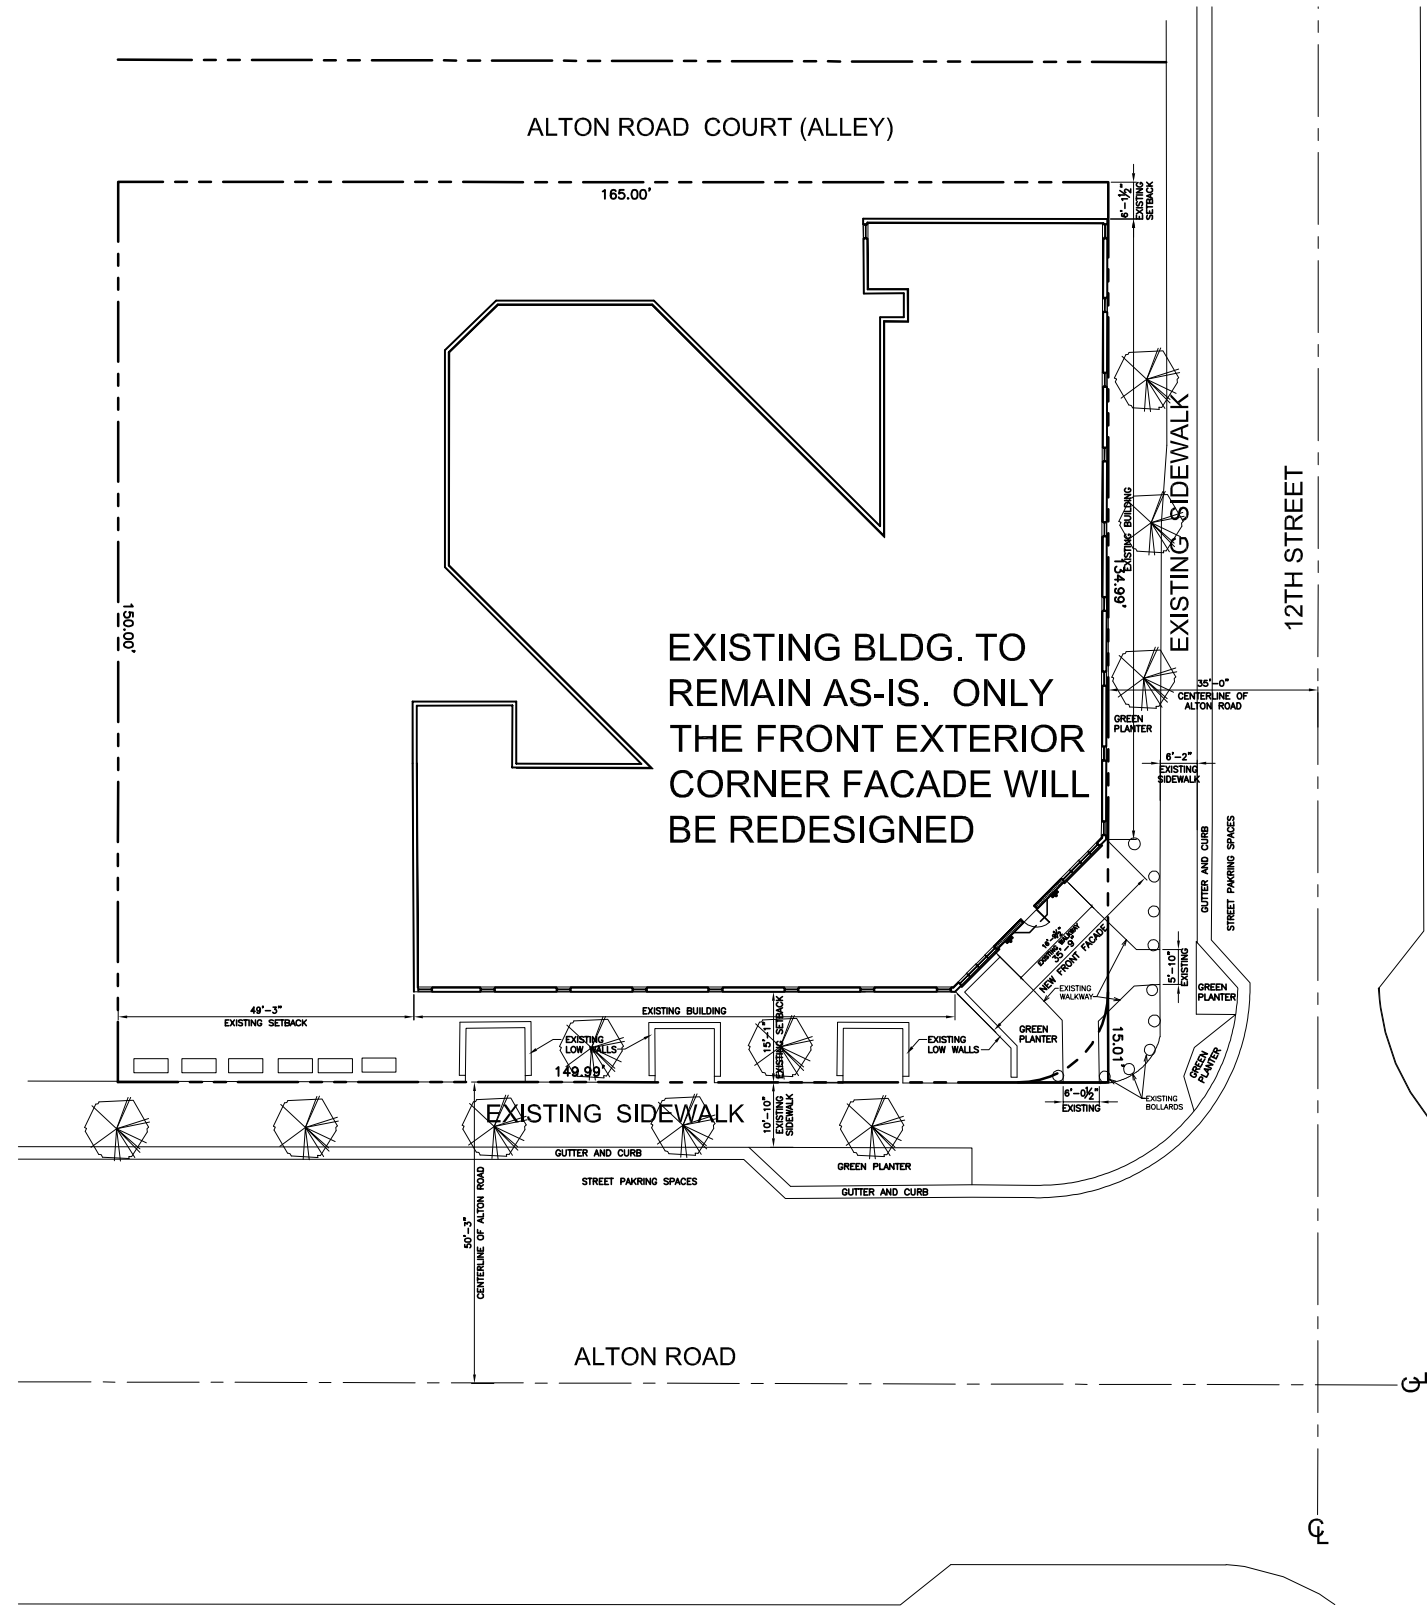 ALTON ROAD COURT (ALLEY)
165.00'
6'-1½"
EXISTING
SETBACK
EXISTING SIDEWALK
EXISTING BUILDING
134.99'
12TH STREET
150.00'
EXISTING BLDG. TO
REMAIN AS-IS. ONLY
THE FRONT EXTERIOR
CORNER FACADE WILL
BE REDESIGNED
35'-0"
CENTERLINE OF
ALTON ROAD
GREEN
PLANTER
6'-2"
EXISTING
SIDEWALK
GUTTER AND CURB
STREET PAKRING SPACES
EXISTING WALKWAY
35'-9"
NEW FRONT FACADE
5'-10"
EXISTING
EXISTING
WALKWAY
GREEN
PLANTER
GREEN
PLANTER
GREEN
PLANTER
15.01'
49'-3"
EXISTING SETBACK
EXISTING BUILDING
15'-1"
EXISTING SETBACK
EXISTING
LOW WALLS
EXISTING
LOW WALLS
149.99'
6'-0½"
EXISTING
EXISTING
BOLLARDS
EXISTING SIDEWALK
10'-10"
EXISTING
SIDEWALK
GUTTER AND CURB
GREEN PLANTER
STREET PAKRING SPACES
GUTTER AND CURB
50'-3"
CENTERLINE OF ALTON ROAD
ALTON ROAD
CL
CL